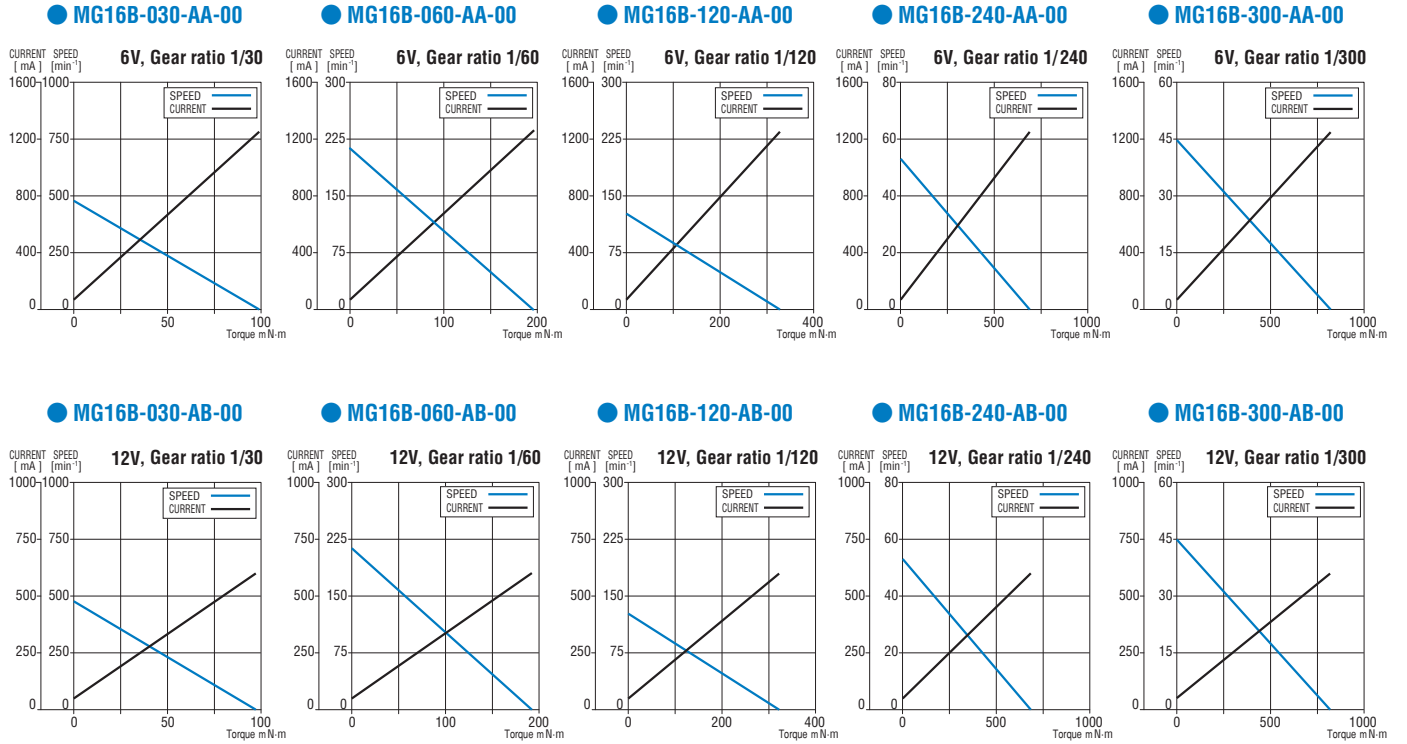 MG16B-030-AA-00
6V, Gear ratio 1/30
CURRENT SPEED
[ mA ] [min-1]
1600 1000
SPEED
CURRENT
1200 750
800 500
400 250
0 0
0 50 100
Torque mN·m
MG16B-060-AA-00
6V, Gear ratio 1/60
CURRENT SPEED
[ mA ] [min-1]
1600 300
SPEED
CURRENT
1200 225
800 150
400 75
0 0
0 100 200
Torque mN·m
MG16B-120-AA-00
6V, Gear ratio 1/120
CURRENT SPEED
[ mA ] [min-1]
1600 300
SPEED
CURRENT
1200 225
800 150
400 75
0 0
0 200 400
Torque mN·m
MG16B-240-AA-00
6V, Gear ratio 1/240
CURRENT SPEED
[ mA ] [min-1]
1600 80
SPEED
CURRENT
1200 60
800 40
400 20
0 0
0 500 1000
Torque mN·m
MG16B-300-AA-00
6V, Gear ratio 1/300
CURRENT SPEED
[ mA ] [min-1]
1600 60
SPEED
CURRENT
1200 45
800 30
400 15
0 0
0 500 1000
Torque mN·m
MG16B-030-AB-00
12V, Gear ratio 1/30
CURRENT SPEED
[ mA ] [min-1]
1000 1000
SPEED
CURRENT
750 750
500 500
250 250
0 0
0 50 100
Torque mN·m
MG16B-060-AB-00
12V, Gear ratio 1/60
CURRENT SPEED
[ mA ] [min-1]
1000 300
SPEED
CURRENT
750 225
500 150
250 75
0 0
0 100 200
Torque mN·m
MG16B-120-AB-00
12V, Gear ratio 1/120
CURRENT SPEED
[ mA ] [min-1]
1000 300
SPEED
CURRENT
750 225
500 150
250 75
0 0
0 200 400
Torque mN·m
MG16B-240-AB-00
12V, Gear ratio 1/240
CURRENT SPEED
[ mA ] [min-1]
1000 80
SPEED
CURRENT
750 60
500 40
250 20
0 0
0 500 1000
Torque mN·m
MG16B-300-AB-00
12V, Gear ratio 1/300
CURRENT SPEED
[ mA ] [min-1]
1000 60
SPEED
CURRENT
750 45
500 30
250 15
0 0
0 500 1000
Torque mN·m